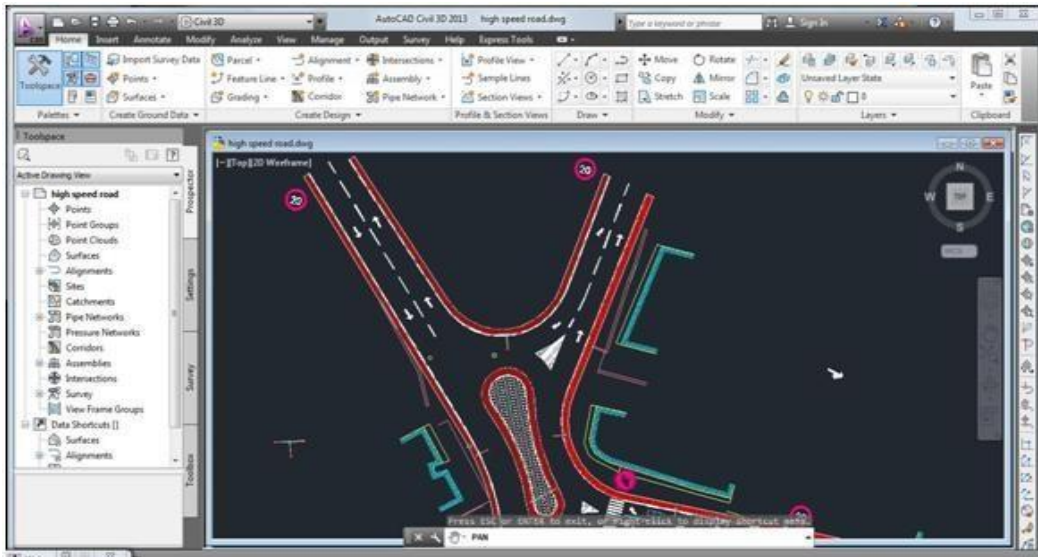 Civil 3D AutoCAD Civil 3D 2013 high speed road.dwg Type a keyword or phrase Sign In
Home Insert Annotate Modify Analyze View Manage Output Survey Help Express Tools
Toolspace
Import Survey Data
Points
Surfaces
Parcel
Feature Line
Grading
Alignment
Profile
Corridor
Intersections
Assembly
Pipe Network
Profile View
Sample Lines
Section Views
Move
Copy
Stretch
Rotate
Mirror
Scale
Unsaved Layer State
0
Paste
Palettes Create Ground Data Create Design Profile & Section Views Draw Modify Layers Clipboard
Toolspace
Active Drawing View
high speed road
Points
Point Groups
Point Clouds
Surfaces
Alignments
Sites
Catchments
Pipe Networks
Pressure Networks
Corridors
Assemblies
Intersections
Survey
View Frame Groups
Data Shortcuts []
Surfaces
Alignments
Prospector
Settings
Survey
Toolbox
high speed road.dwg
[-][Top][2D Wireframe]
20
20
N
W TOP E
S
WCS
Press ESC or ENTER to exit, or right-click to display shortcut menu.
PAN